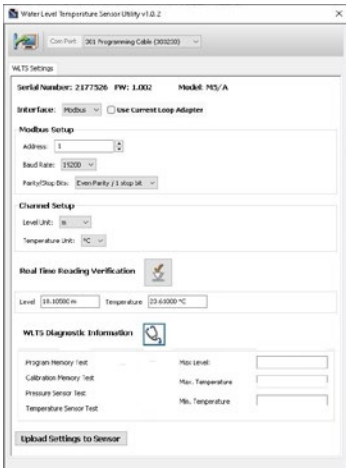 Water Level Temperature Sensor Utility v1.0.2
Com Port: 301 Programming Cable (300230)
WLTS Settings
Serial Number: 2177526 FW: 1.002 Model: M5/A
Interface: Modbus Use Current Loop Adapter
Modbus Setup
Address: 1
Baud Rate: 19200
Parity/Stop Bits: Even Parity / 1 stop bit
Channel Setup
Level Unit: m
Temperature Unit: °C
Real Time Reading Verification
Level 10.10500 m Temperature 23.61000 °C
WLTS Diagnostic Information
Program Memory Test Max Level:
Calibration Memory Test Max. Temperature
Pressure Sensor Test Min. Temperature
Temperature Sensor Test
Upload Settings to Sensor